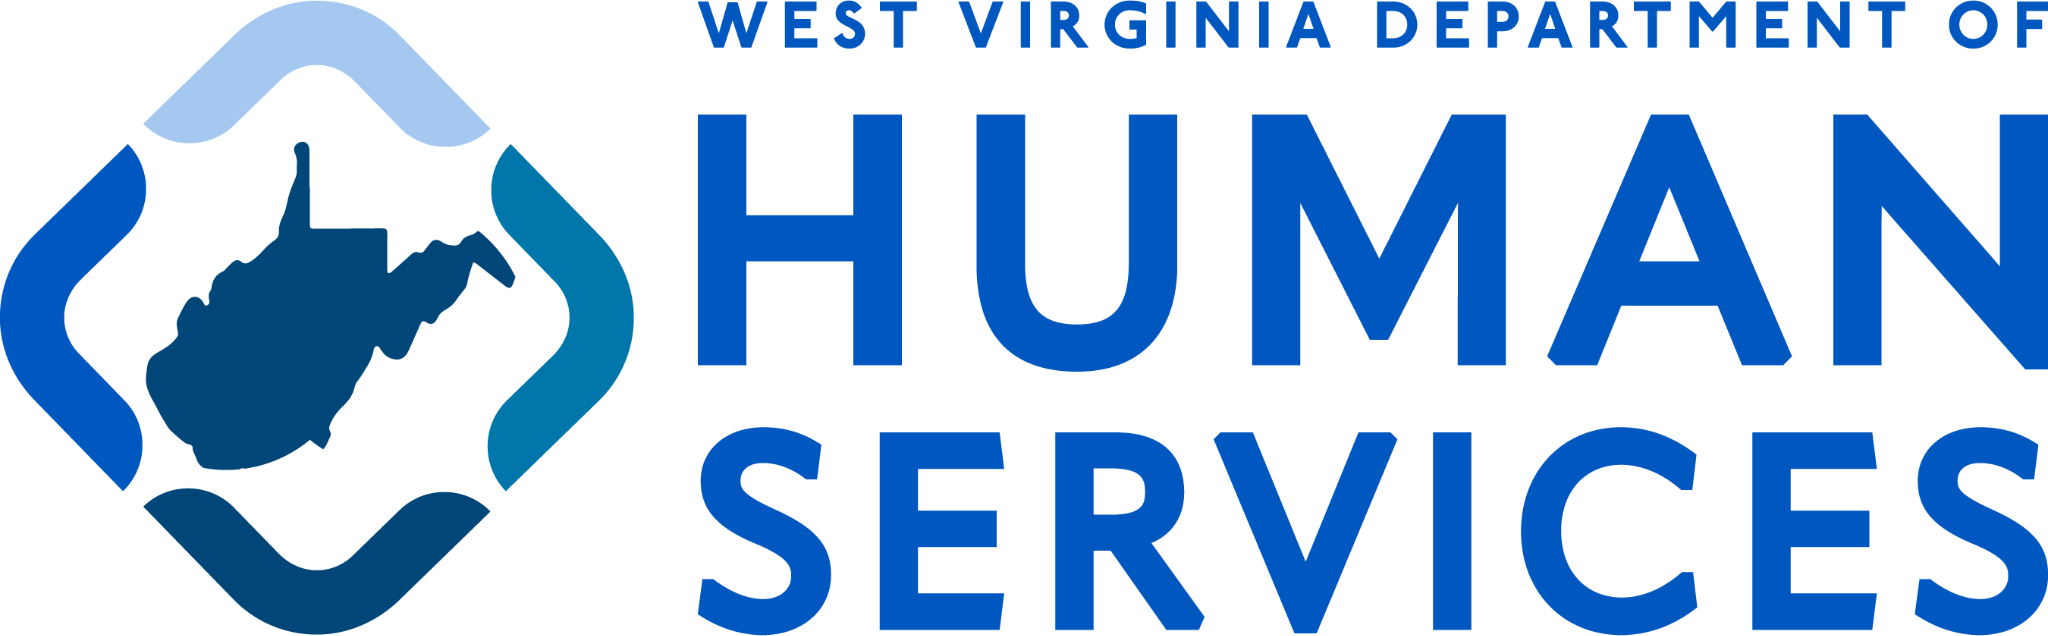 WEST VIRGINIA DEPARTMENT OF
HUMAN
SERVICES